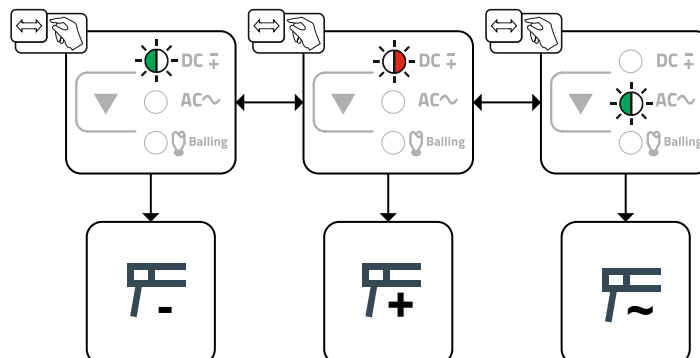 DC ∓
DC ∓
DC ∓
AC~
AC~
AC~
Balling
Balling
Balling
-
+
~